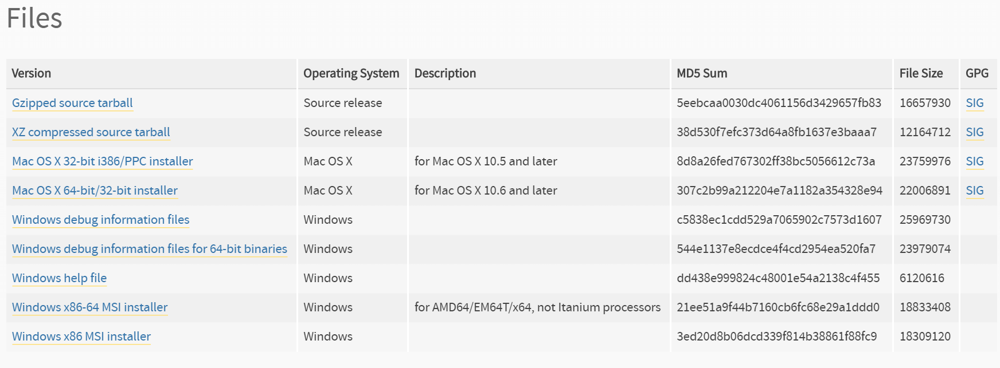 Files
Version Operating System Description MD5 Sum File Size GPG
Gzipped source tarball Source release 5eebcaa0030dc4061156d3429657fb83 16657930 SIG
XZ compressed source tarball Source release 38d530f7efc373d64a8fb1637e3baaa7 12164712 SIG
Mac OS X 32-bit i386/PPC installer Mac OS X for Mac OS X 10.5 and later 8d8a26fed767302ff38bc5056612c73a 23759976 SIG
Mac OS X 64-bit/32-bit installer Mac OS X for Mac OS X 10.6 and later 307c2b99a212204e7a1182a354328e94 22006891 SIG
Windows debug information files Windows c5838ec1cdd529a7065902c7573d1607 25969730
Windows debug information files for 64-bit binaries Windows 544e1137e8ecdce4f4cd2954ea520fa7 23979074
Windows help file Windows dd438e999824c48001e54a2138c4f455 6120616
Windows x86-64 MSI installer Windows for AMD64/EM64T/x64, not Itanium processors 21ee51a9f44b7160cb6fc68e29a1ddd0 18833408
Windows x86 MSI installer Windows 3ed20d8b06dcd339f814b38861f88fc9 18309120